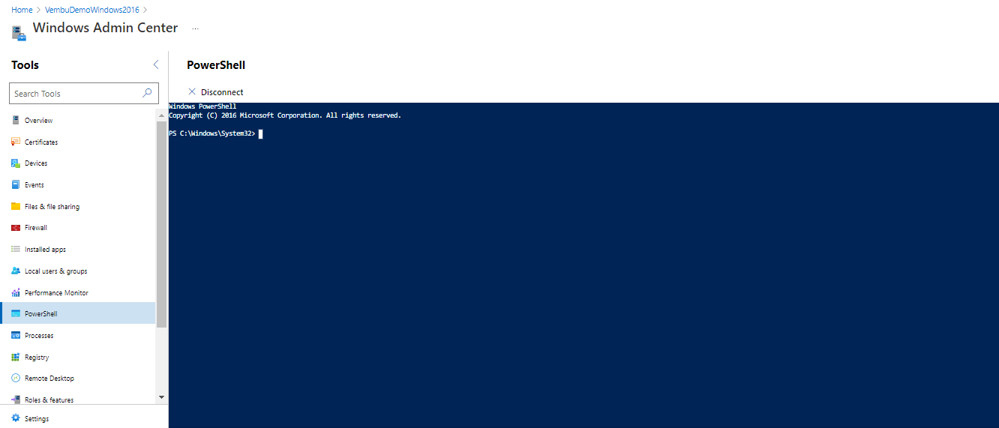 Home > VembuDemoWindows2016 >
Windows Admin Center ...
Tools
Search Tools
Overview
Certificates
Devices
Events
Files & file sharing
Firewall
Installed apps
Local users & groups
Performance Monitor
PowerShell
Processes
Registry
Remote Desktop
Roles & features
Settings
PowerShell
Disconnect
Windows PowerShell
Copyright (C) 2016 Microsoft Corporation. All rights reserved.
PS C:\Windows\System32>